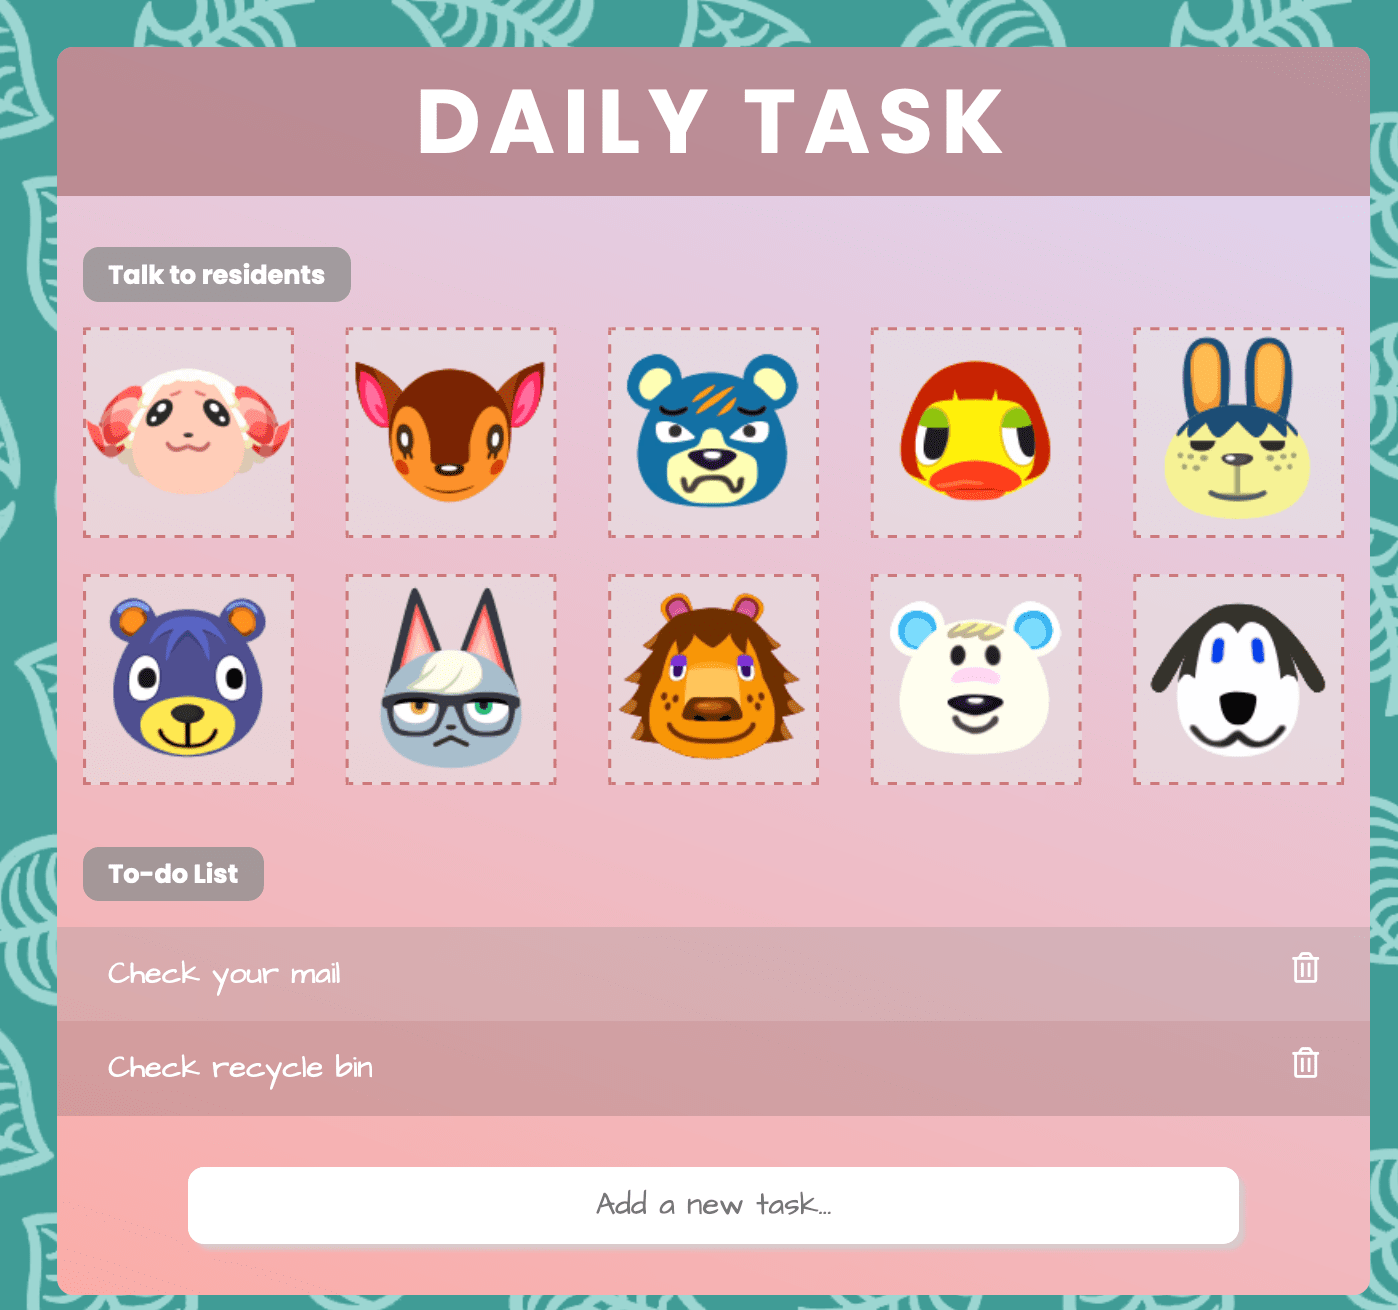 DAILY TASK
Talk to residents
To-do List
Check your mail
Check recycle bin
Add a new task...